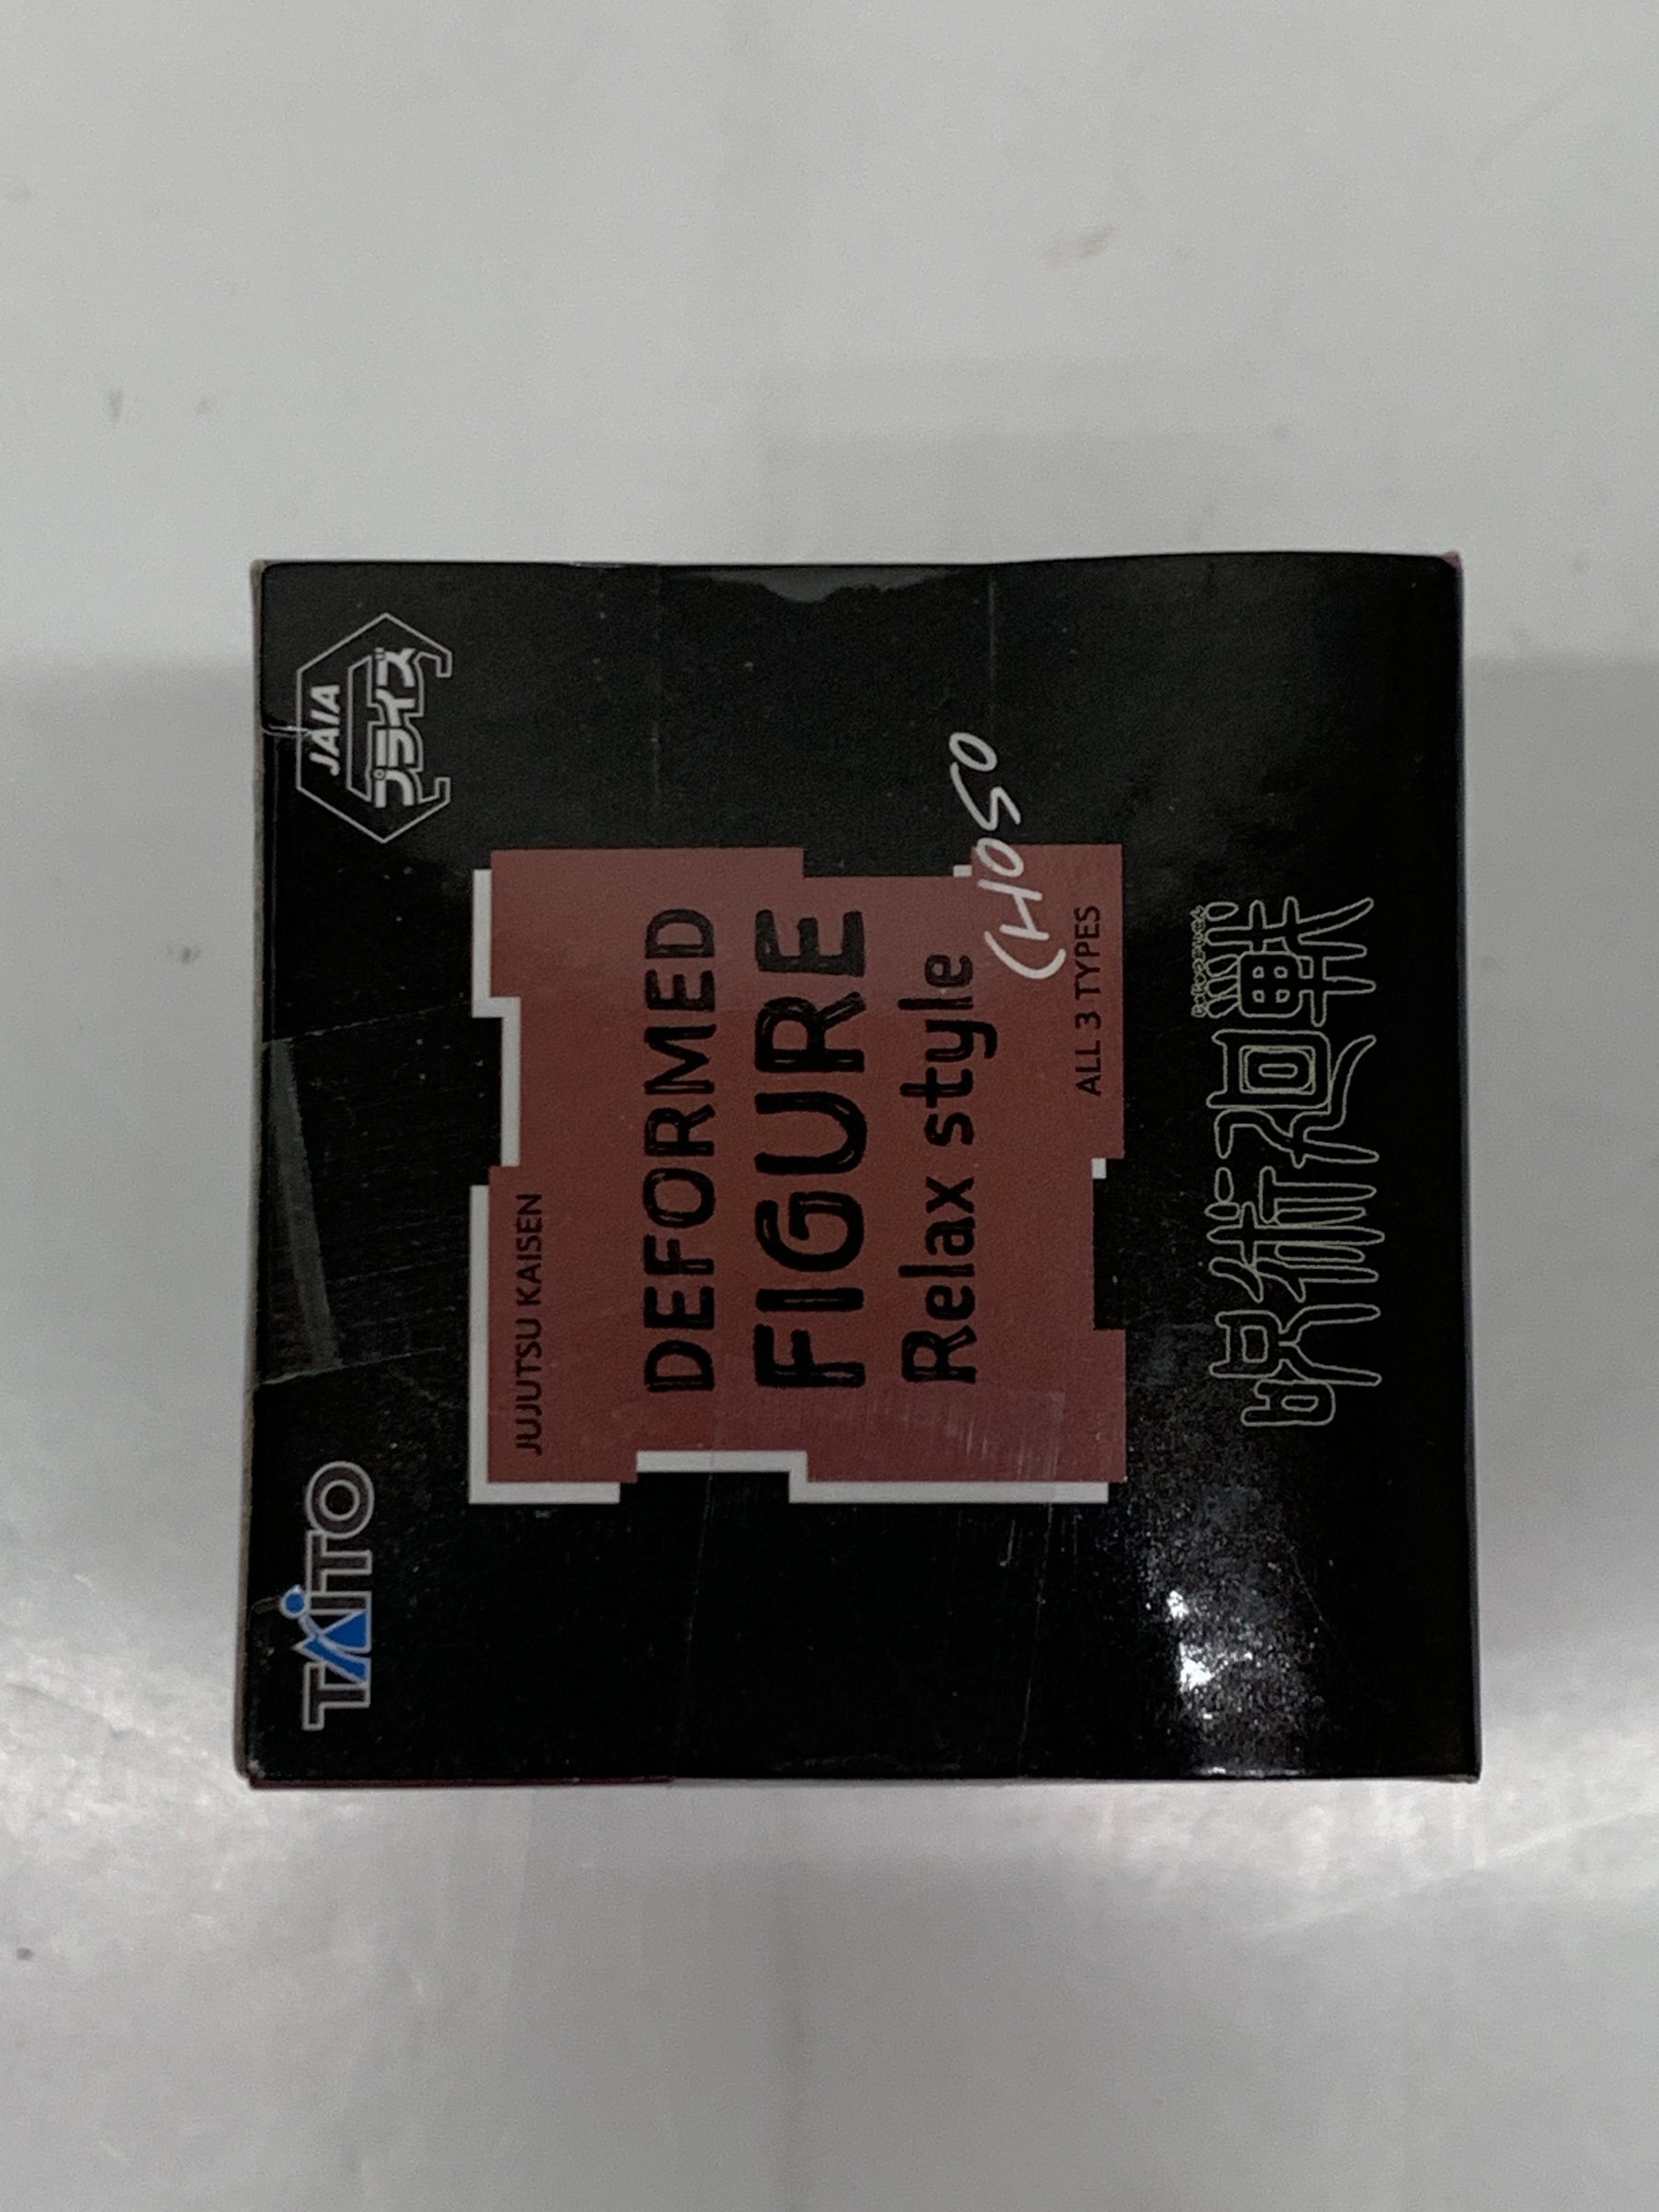 TAITO
JAIA
プライズ
JUJUTSU KAISEN
DEFORMED
FIGURE
Relax style
CHOSO
ALL 3 TYPES
呪術廻戦